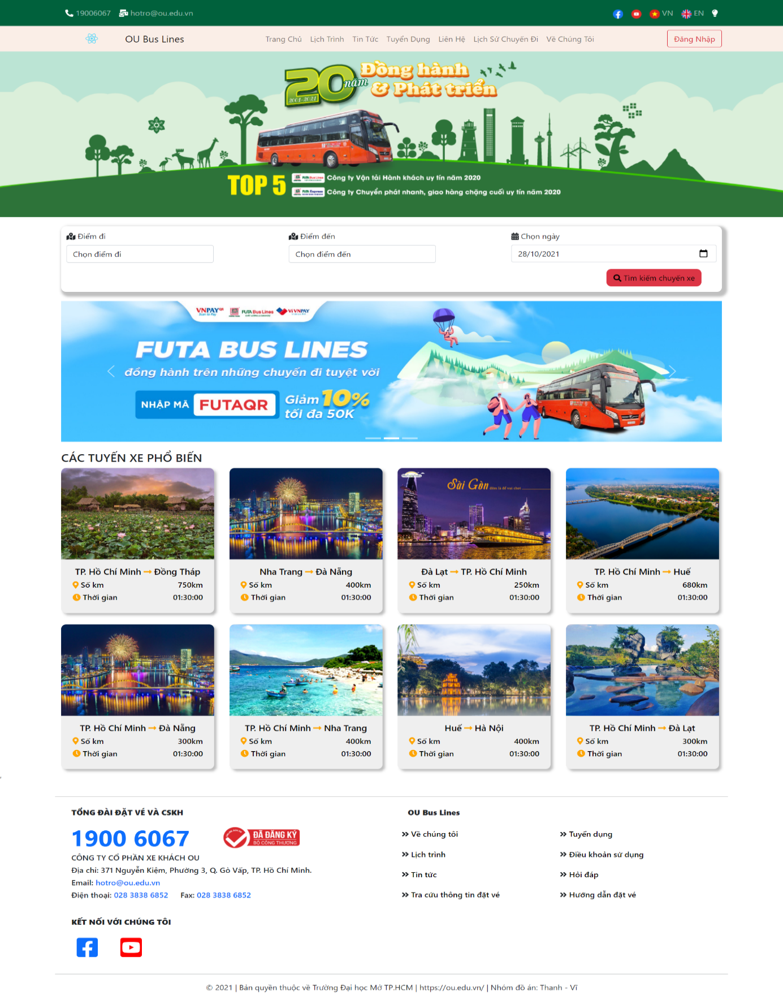 19006067 hotro@ou.edu.vn VN EN
OU Bus Lines Trang Chủ Lịch Trình Tin Tức Tuyển Dụng Liên Hệ Lịch Sử Chuyến Đi Về Chúng Tôi Đăng Nhập
20 năm Đồng hành
& Phát triển
2001-2021
TOP 5
FUTA Bus Lines Công ty Vận tải Hành khách uy tín năm 2020
FUTA Express Công ty Chuyển phát nhanh, giao hàng chặng cuối uy tín năm 2020
Điểm đi Điểm đến Chọn ngày
Chọn điểm đi Chọn điểm đến 28/10/2021
Tìm kiếm chuyến xe
VNPAY QR FUTA Bus Lines Ví VNPAY
Scan to Pay
FUTA BUS LINES
đồng hành trên những chuyến đi tuyệt vời
NHẬP MÃ FUTAQR Giảm 10%
tối đa 50K
CÁC TUYẾN XE PHỔ BIẾN
Sài Gòn đêm là để vui chơi
TP. Hồ Chí Minh → Đồng Tháp
Số km 750km
Thời gian 01:30:00
Nha Trang → Đà Nẵng
Số km 400km
Thời gian 01:30:00
Đà Lạt → TP. Hồ Chí Minh
Số km 250km
Thời gian 01:30:00
TP. Hồ Chí Minh → Huế
Số km 680km
Thời gian 01:30:00
TP. Hồ Chí Minh → Đà Nẵng
Số km 300km
Thời gian 01:30:00
TP. Hồ Chí Minh → Nha Trang
Số km 400km
Thời gian 01:30:00
Huế → Hà Nội
Số km 400km
Thời gian 01:30:00
TP. Hồ Chí Minh → Đà Lạt
Số km 300km
Thời gian 01:30:00
,
TỔNG ĐÀI ĐẶT VÉ VÀ CSKH
1900 6067
ĐÃ ĐĂNG KÝ
BỘ CÔNG THƯƠNG
CÔNG TY CỔ PHẦN XE KHÁCH OU
Địa chỉ: 371 Nguyễn Kiệm, Phường 3, Q. Gò Vấp, TP. Hồ Chí Minh.
Email: hotro@ou.edu.vn
Điện thoại: 028 3838 6852 Fax: 028 3838 6852
KẾT NỐI VỚI CHÚNG TÔI
OU Bus Lines
Về chúng tôi Tuyển dụng
Lịch trình Điều khoản sử dụng
Tin tức Hỏi đáp
Tra cứu thông tin đặt vé Hướng dẫn đặt vé
© 2021 | Bản quyền thuộc về Trường Đại học Mở TP.HCM | https://ou.edu.vn/ | Nhóm đồ án: Thanh - Vĩ